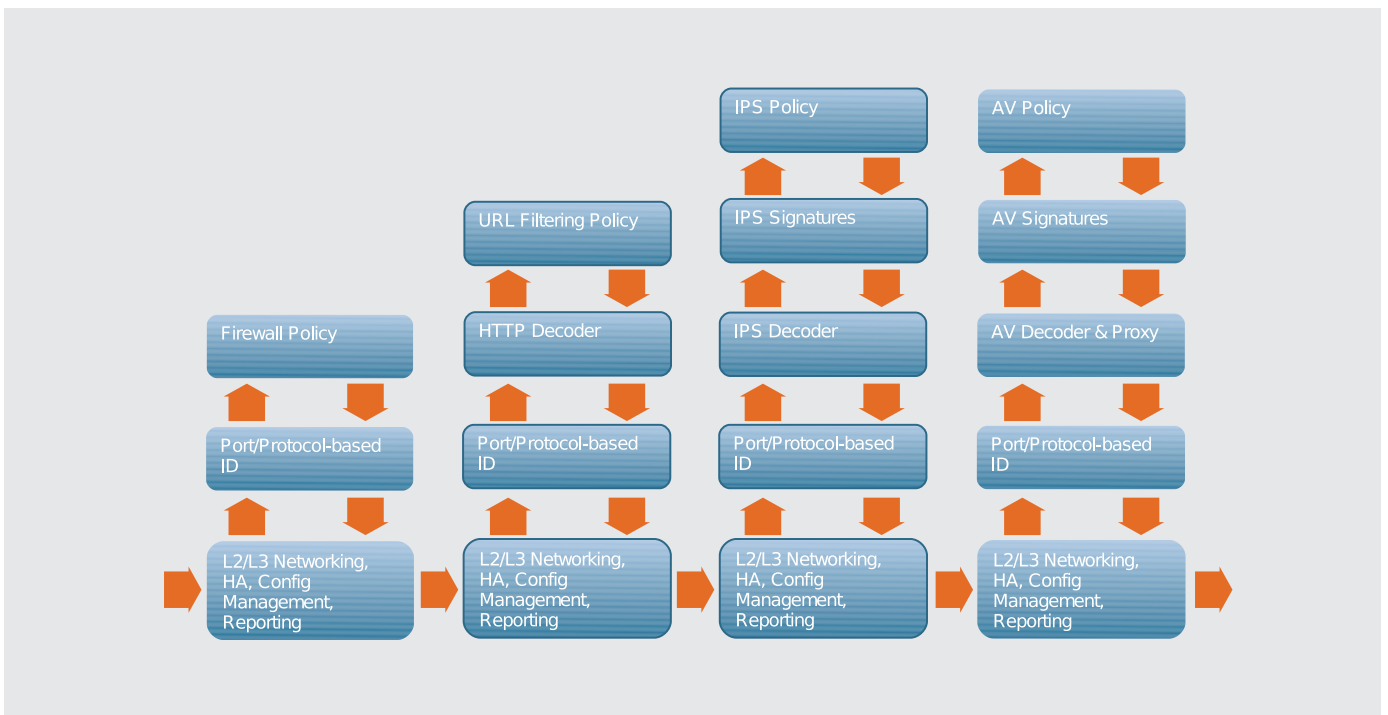 IPS Policy
AV Policy
URL Filtering Policy
IPS Signatures
AV Signatures
Firewall Policy
HTTP Decoder
IPS Decoder
AV Decoder & Proxy
Port/Protocol-based
ID
Port/Protocol-based
ID
Port/Protocol-based
ID
Port/Protocol-based
ID
L2/L3 Networking,
HA, Config
Management,
Reporting
L2/L3 Networking,
HA, Config
Management,
Reporting
L2/L3 Networking,
HA, Config
Management,
Reporting
L2/L3 Networking,
HA, Config
Management,
Reporting